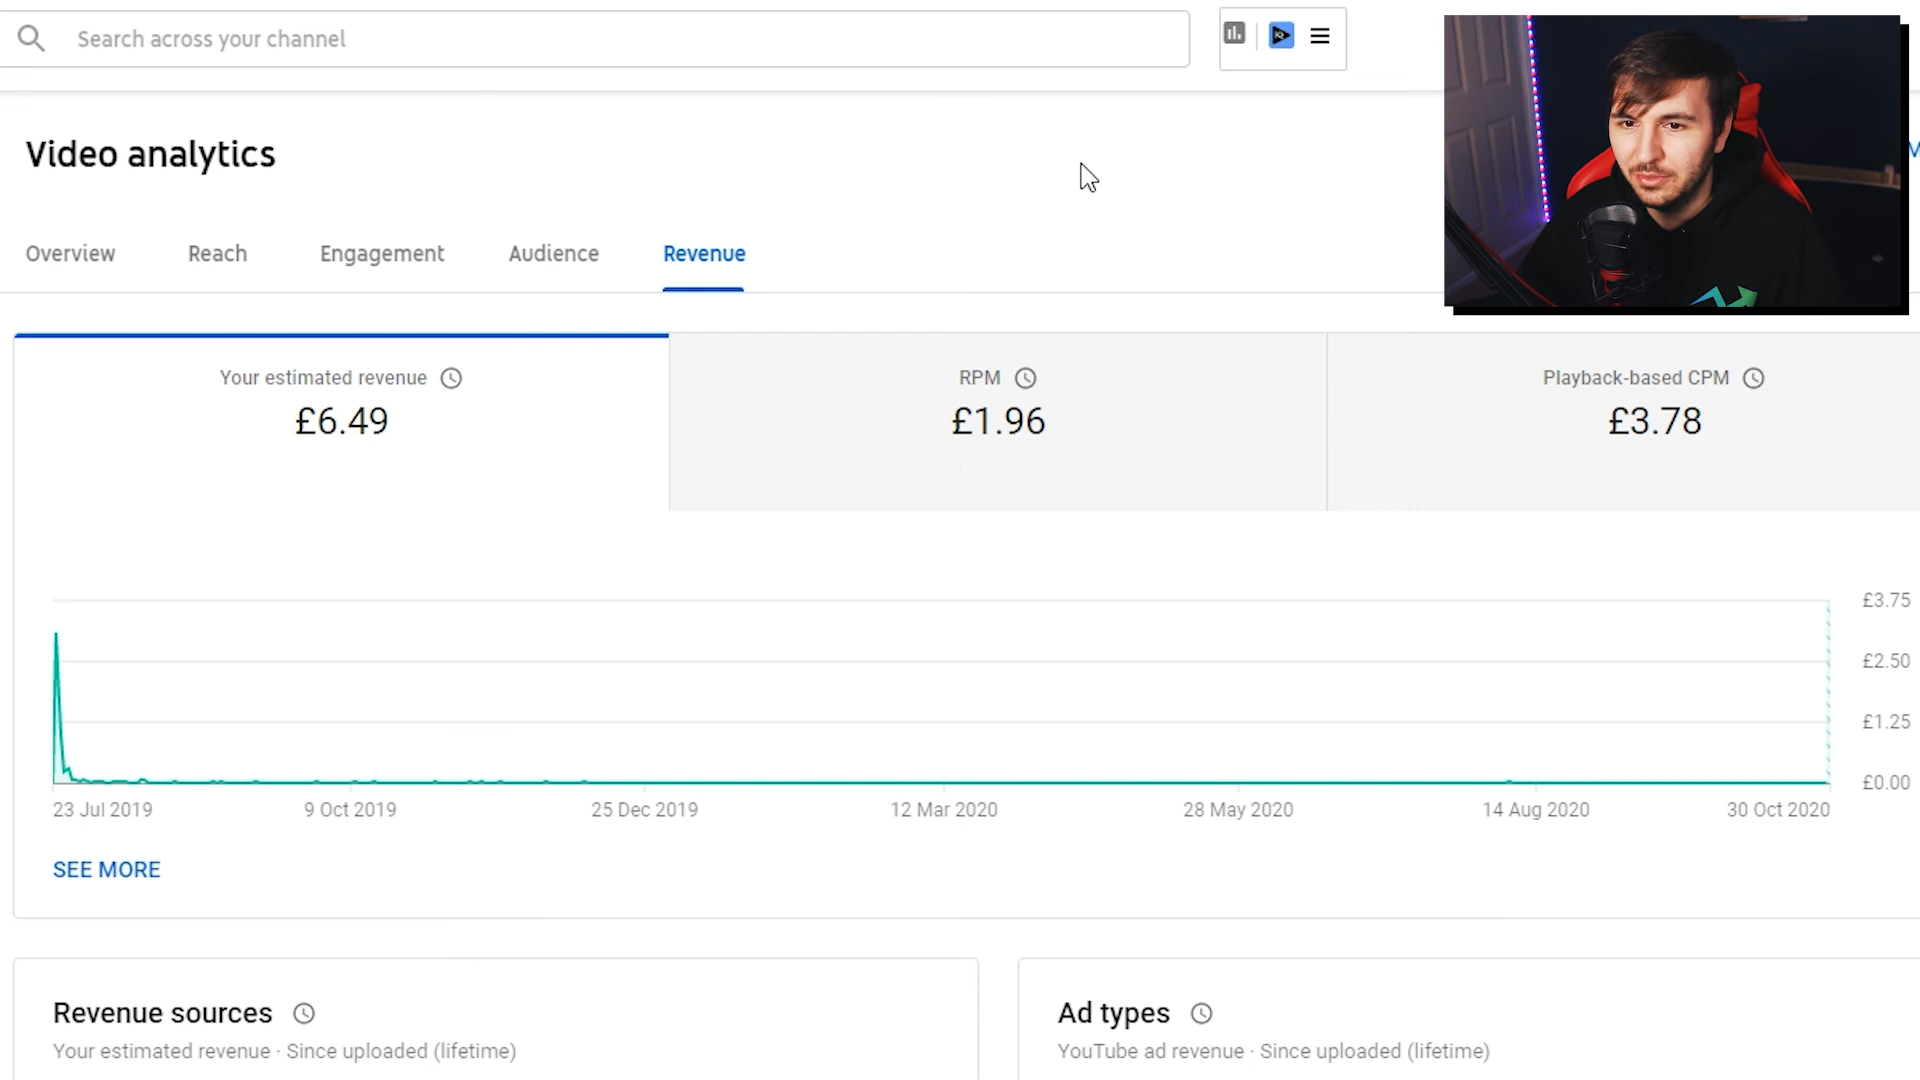 Search across your channel
Video analytics
Overview
Reach
Engagement
Audience
Revenue
Your estimated revenue
£6.49
RPM
£1.96
Playback-based CPM
£3.78
£3.75
£2.50
£1.25
£0.00
23 Jul 2019
9 Oct 2019
25 Dec 2019
12 Mar 2020
28 May 2020
14 Aug 2020
30 Oct 2020
SEE MORE
Revenue sources
Your estimated revenue · Since uploaded (lifetime)
Ad types
YouTube ad revenue · Since uploaded (lifetime)